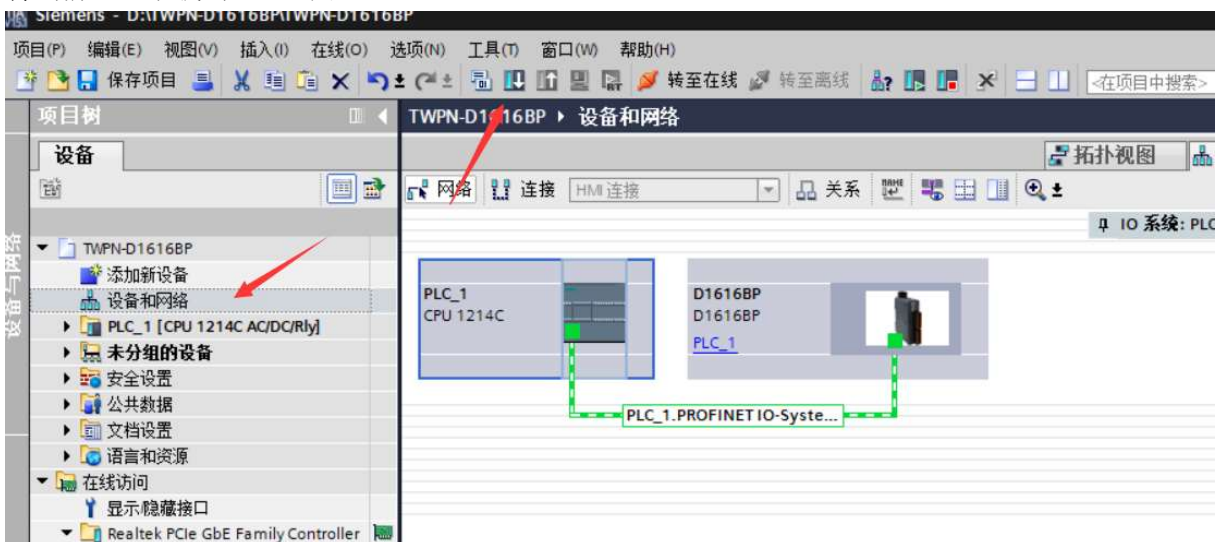 Siemens - D:\TWPN-D1616BP\TWPN-D1616BP
项目(P) 编辑(E) 视图(V) 插入(I) 在线(O) 选项(N) 工具(T) 窗口(W) 帮助(H)
保存项目 转至在线 转至离线 <在项目中搜索>
项目树
TWPN-D1616BP 设备和网络
设备
拓扑视图
网络 连接 HMI 连接 关系
IO 系统: PLC
TWPN-D1616BP
添加新设备
设备和网络
PLC_1 [CPU 1214C AC/DC/Rly]
未分组的设备
安全设置
公共数据
文档设置
语言和资源
在线访问
显示/隐藏接口
Realtek PCIe GbE Family Controller
设备与网络
PLC_1
CPU 1214C
D1616BP
D1616BP
PLC_1
PLC_1.PROFINET IO-Syste...